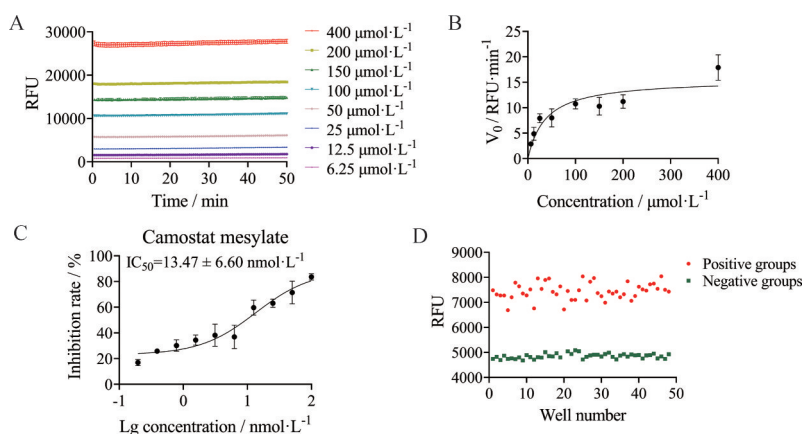 A
RFU
30000
20000
10000
0
0 10 20 30 40 50
Time / min
400 μmol·L⁻¹
200 μmol·L⁻¹
150 μmol·L⁻¹
100 μmol·L⁻¹
50 μmol·L⁻¹
25 μmol·L⁻¹
12.5 μmol·L⁻¹
6.25 μmol·L⁻¹
B
V₀ / RFU·min⁻¹
25
20
15
10
5
0
0 100 200 300 400
Concentration / μmol·L⁻¹
C
Camostat mesylate
IC₅₀=13.47 ± 6.60 nmol·L⁻¹
Inhibition rate / %
100
80
60
40
20
0
-1 0 1 2
Lg concentration / nmol·L⁻¹
D
RFU
9000
8000
7000
6000
5000
4000
0 10 20 30 40 50
Well number
Positive groups
Negative groups